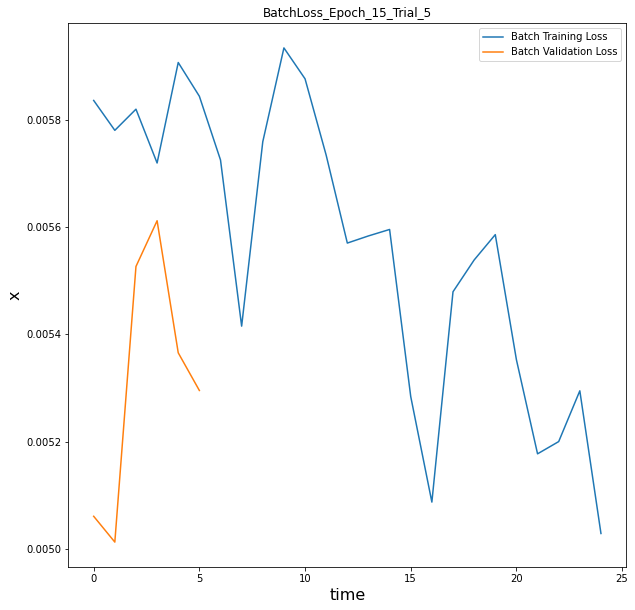 BatchLoss_Epoch_15_Trial_5
Batch Training Loss
Batch Validation Loss
0.0058
0.0056
0.0054
0.0052
0.0050
x
0 5 10 15 20 25
time